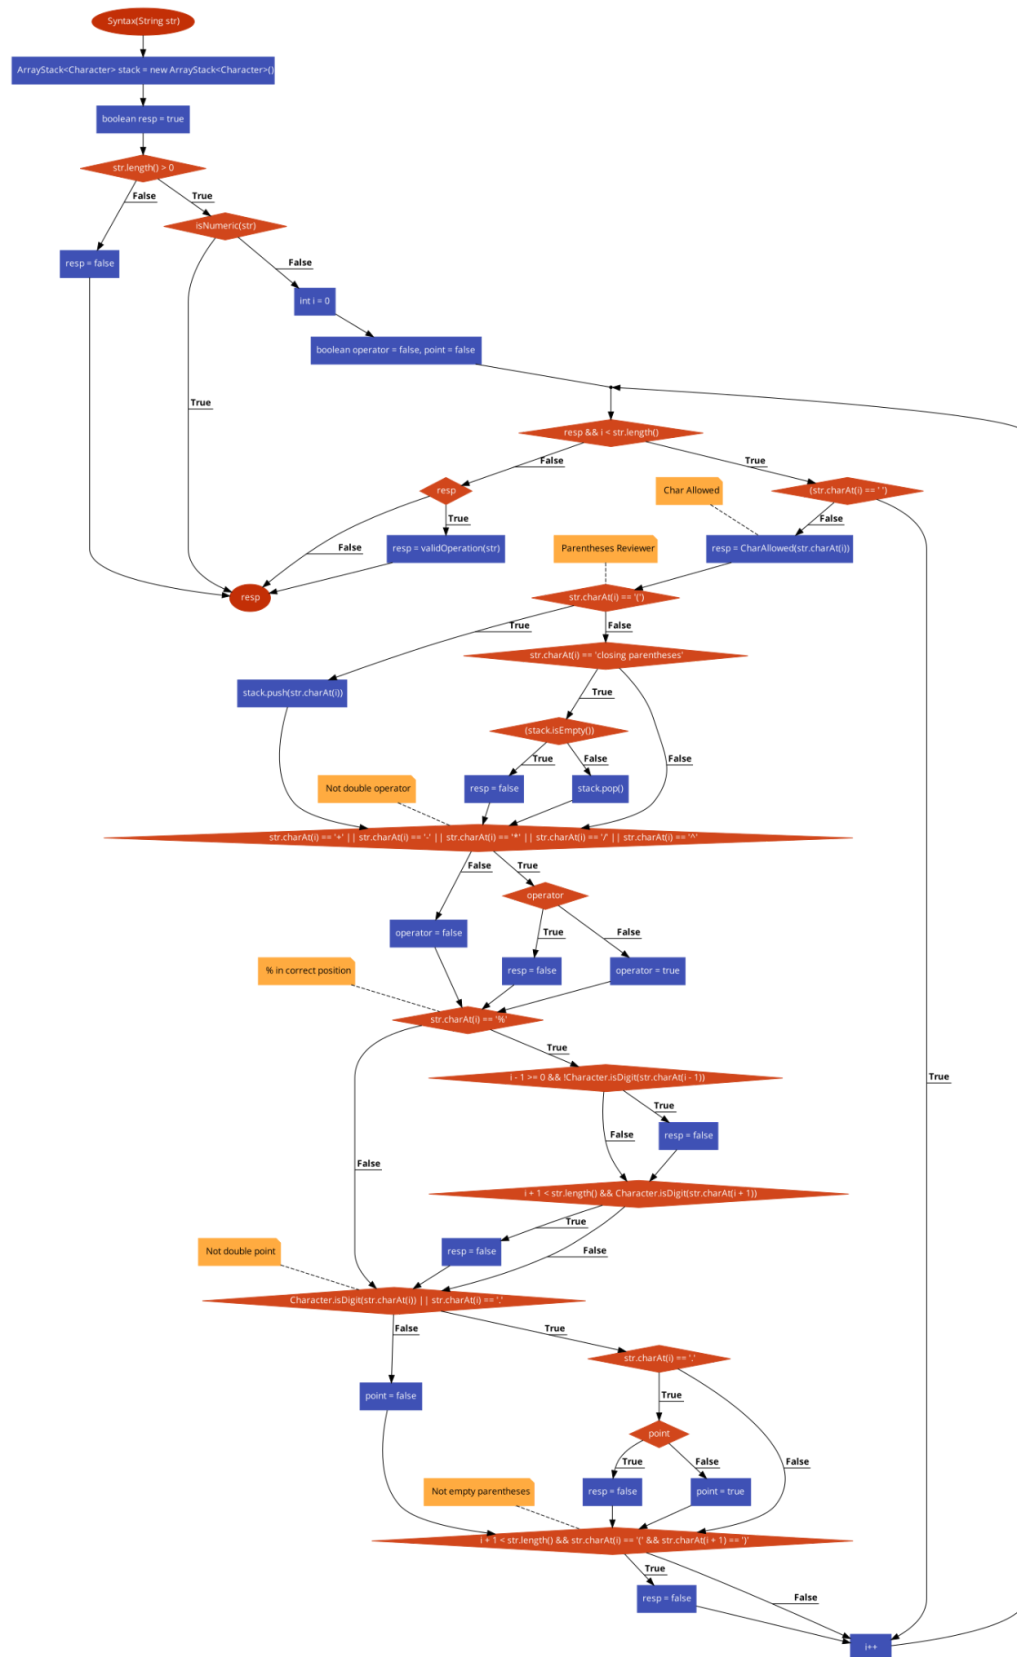 Syntax(String str)
ArrayStack<Character> stack = new ArrayStack<Character>()
boolean resp = true
str.length() > 0
False
True
isNumeric(str)
resp = false
False
int i = 0
boolean operator = false, point = false
True
resp && i < str.length()
False
True
resp
(str.charAt(i) == ' ')
Char Allowed
True
False
resp = validOperation(str)
resp = CharAllowed(str.charAt(i))
Parentheses Reviewer
False
resp
str.charAt(i) == '(')
True
False
str.charAt(i) == 'closing parentheses'
stack.push(str.charAt(i))
True
(stack.isEmpty())
True
False
False
Not double operator
resp = false
stack.pop()
str.charAt(i) == '+' || str.charAt(i) == '-' || str.charAt(i) == '*' || str.charAt(i) == '/' || str.charAt(i) == '^'
False
True
operator
operator = false
True
False
% in correct position
resp = false
operator = true
str.charAt(i) == '%'
True
i - 1 >= 0 && !Character.isDigit(str.charAt(i - 1))
True
True
False
resp = false
False
i + 1 < str.length() && Character.isDigit(str.charAt(i + 1))
True
False
Not double point
resp = false
Character.isDigit(str.charAt(i)) || str.charAt(i) == '.'
False
True
str.charAt(i) == '.'
point = false
True
point
True
False
False
Not empty parentheses
resp = false
point = true
i + 1 < str.length() && str.charAt(i) == '(' && str.charAt(i + 1) == ')'
True
False
resp = false
i++